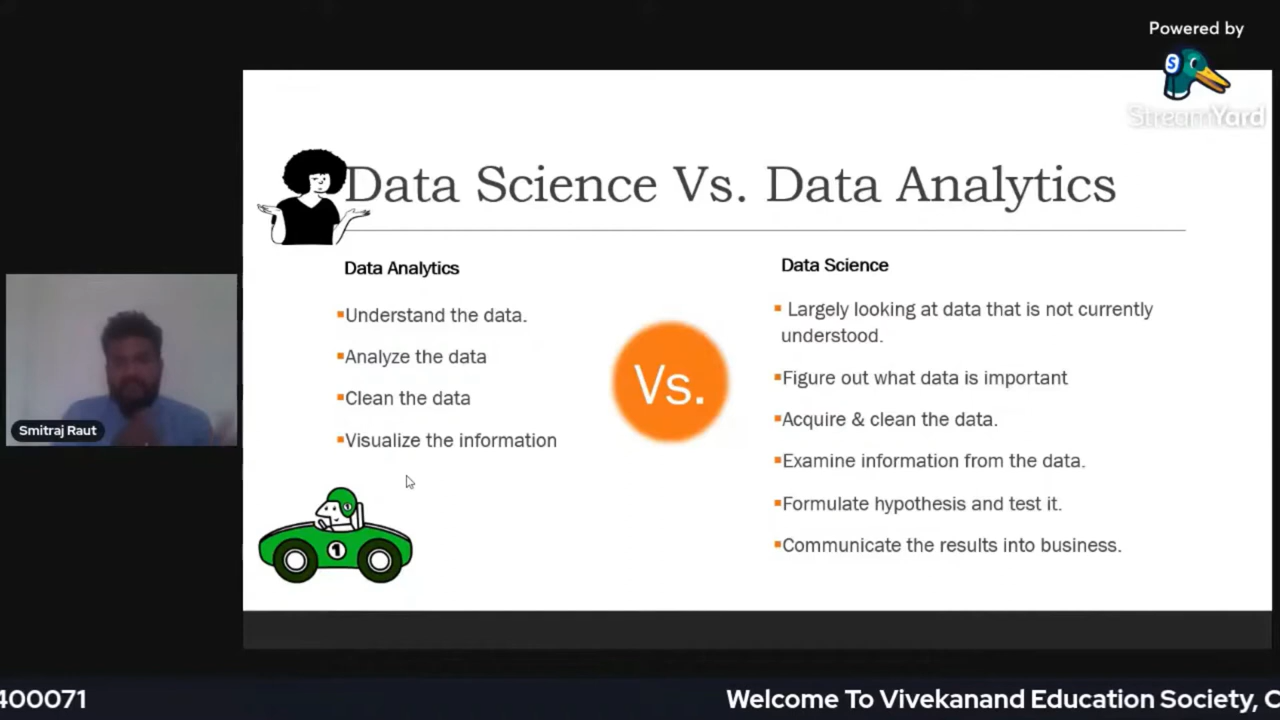 Powered by
S
StreamYard
Data Science Vs. Data Analytics
Data Analytics
▪Understand the data.
▪Analyze the data
▪Clean the data
▪Visualize the information
1
1
Vs.
Data Science
▪ Largely looking at data that is not currently
understood.
▪Figure out what data is important
▪Acquire & clean the data.
▪Examine information from the data.
▪Formulate hypothesis and test it.
▪Communicate the results into business.
Smitraj Raut
400071
Welcome To Vivekanand Education Society, C